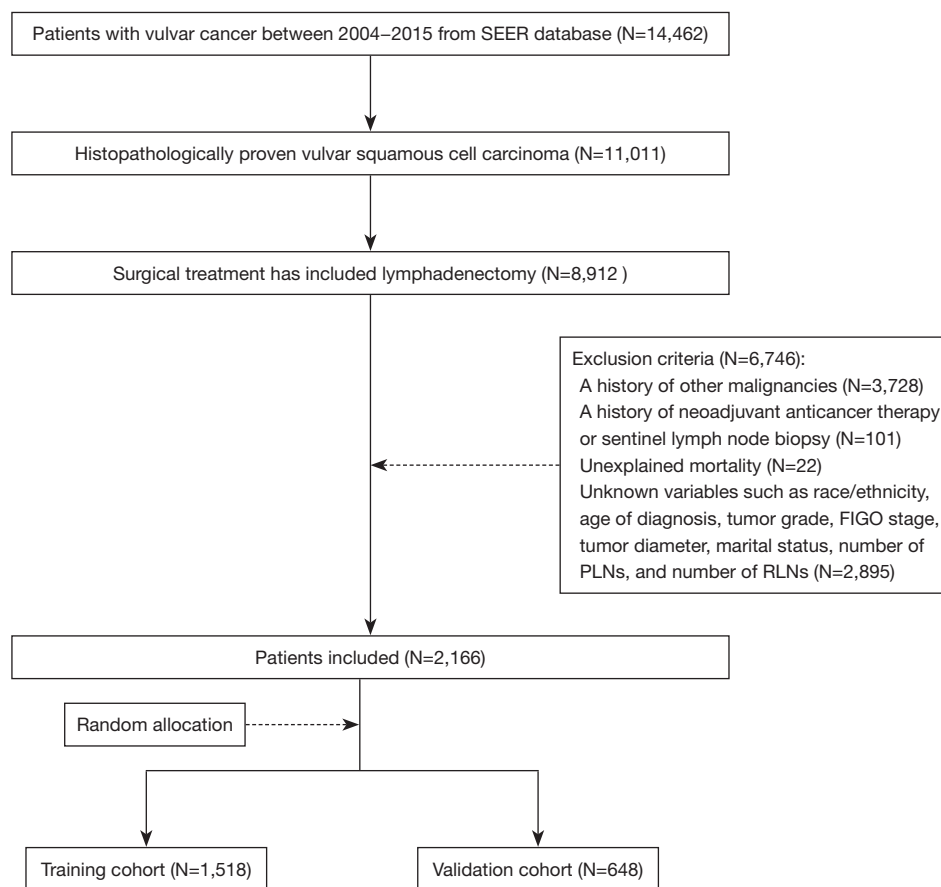 Patients with vulvar cancer between 2004–2015 from SEER database (N=14,462)
Histopathologically proven vulvar squamous cell carcinoma (N=11,011)
Surgical treatment has included lymphadenectomy (N=8,912 )
Exclusion criteria (N=6,746):
A history of other malignancies (N=3,728)
A history of neoadjuvant anticancer therapy
or sentinel lymph node biopsy (N=101)
Unexplained mortality (N=22)
Unknown variables such as race/ethnicity,
age of diagnosis, tumor grade, FIGO stage,
tumor diameter, marital status, number of
PLNs, and number of RLNs (N=2,895)
Patients included (N=2,166)
Random allocation
Training cohort (N=1,518)
Validation cohort (N=648)